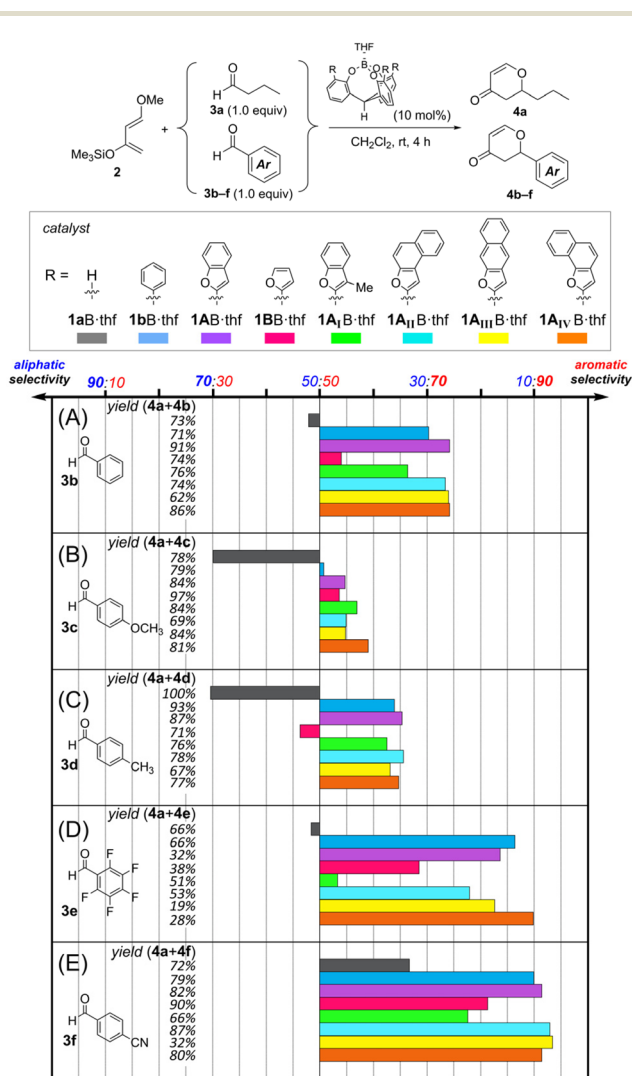 THF
R B R
O O O R
H
(10 mol%)
CH₂Cl₂, rt, 4 h
OMe
Me₃SiO
2
+
O
H
3a (1.0 equiv)
O
H
Ar
3b–f (1.0 equiv)
O
O
4a
O
O
Ar
4b–f
catalyst
R = H
O O O Me O O O
1aB·thf 1bB·thf 1AB·thf 1BB·thf 1A_I B·thf 1A_II B·thf 1A_III B·thf 1A_IV B·thf
aliphatic selectivity 90:10 70:30 50:50 30:70 10:90 aromatic selectivity
(A) yield (4a+4b)
O
H
3b
73%
71%
91%
74%
76%
74%
62%
86%
(B) yield (4a+4c)
O
H
OCH₃
3c
78%
79%
84%
97%
84%
69%
84%
81%
(C) yield (4a+4d)
O
H
CH₃
3d
100%
93%
87%
71%
76%
78%
67%
77%
(D) yield (4a+4e)
O F
H F
F F
F
3e
66%
66%
32%
38%
51%
53%
19%
28%
(E) yield (4a+4f)
O
H
CN
3f
72%
79%
82%
90%
66%
87%
32%
80%